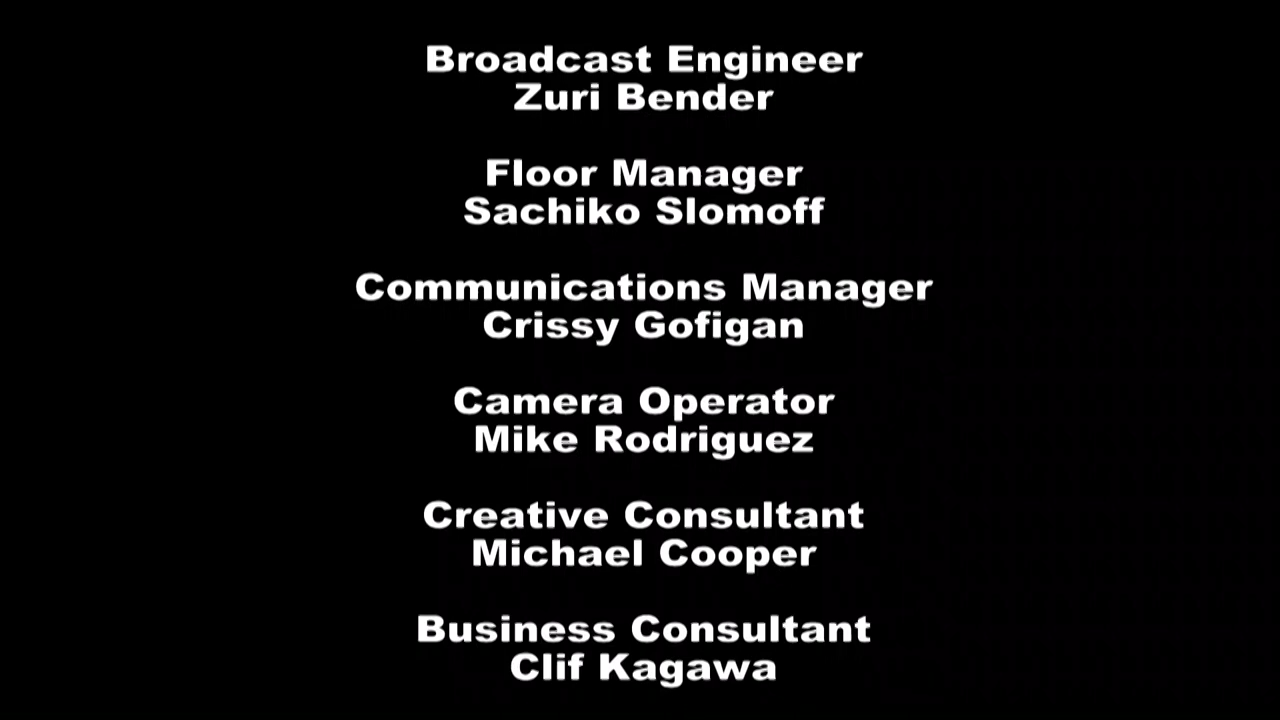 Broadcast Engineer
Zuri Bender
Floor Manager
Sachiko Slomoff
Communications Manager
Crissy Gofigan
Camera Operator
Mike Rodriguez
Creative Consultant
Michael Cooper
Business Consultant
Clif Kagawa